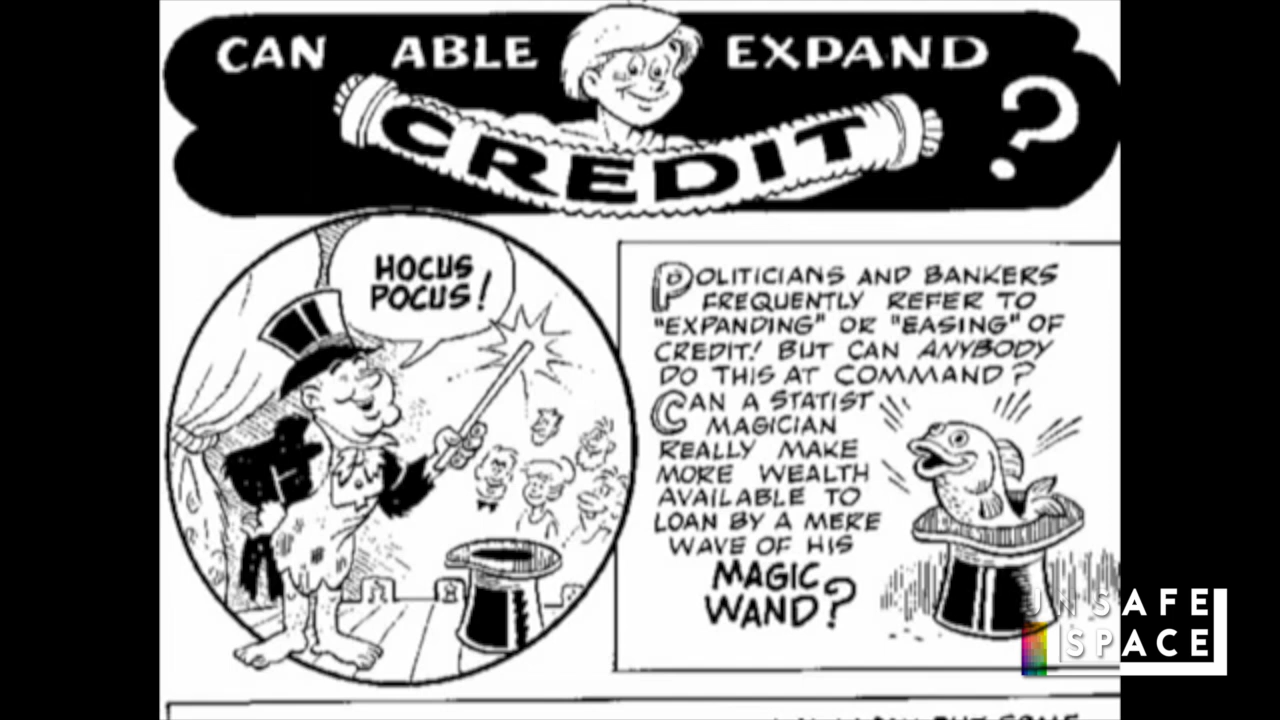 CAN ABLE EXPAND
CREDIT?
HOCUS
POCUS!
POLITICIANS AND BANKERS
FREQUENTLY REFER TO
"EXPANDING" OR "EASING" OF
CREDIT! BUT CAN ANYBODY
DO THIS AT COMMAND?
CAN A STATIST
MAGICIAN
REALLY MAKE
MORE WEALTH
AVAILABLE TO
LOAN BY A MERE
WAVE OF HIS
MAGIC
WAND?
UNSAFE
SPACE